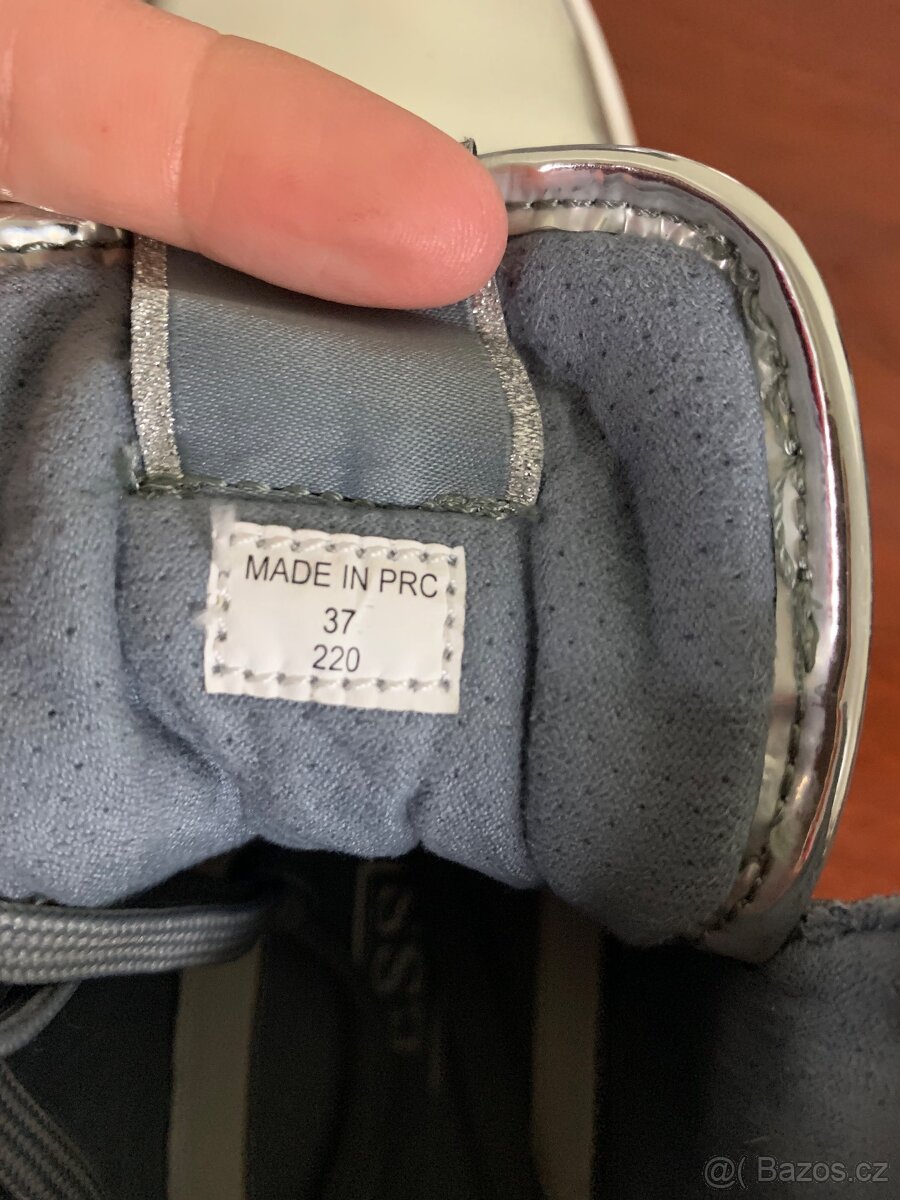 MADE IN PRC
37
220
@( Bazos.cz